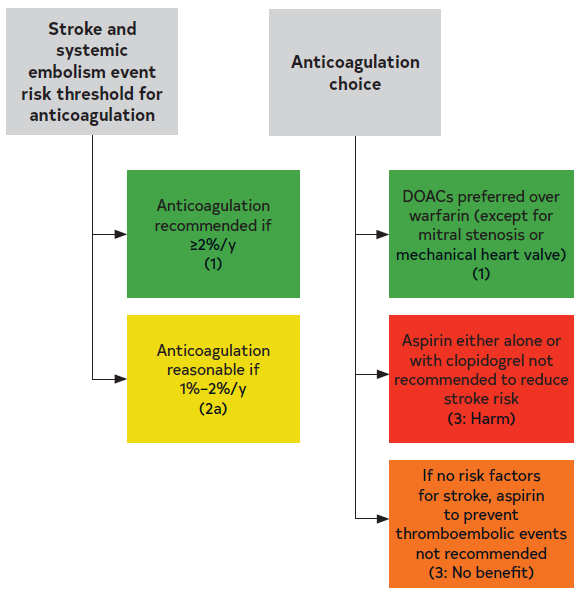 Stroke and
systemic
embolism event
risk threshold for
anticoagulation
Anticoagulation
recommended if
≥2%/y
(1)
Anticoagulation
reasonable if
1%–2%/y
(2a)
Anticoagulation
choice
DOACs preferred over
warfarin (except for
mitral stenosis or
mechanical heart valve)
(1)
Aspirin either alone or
with clopidogrel not
recommended to reduce
stroke risk
(3: Harm)
If no risk factors
for stroke, aspirin
to prevent
thromboembolic events
not recommended
(3: No benefit)